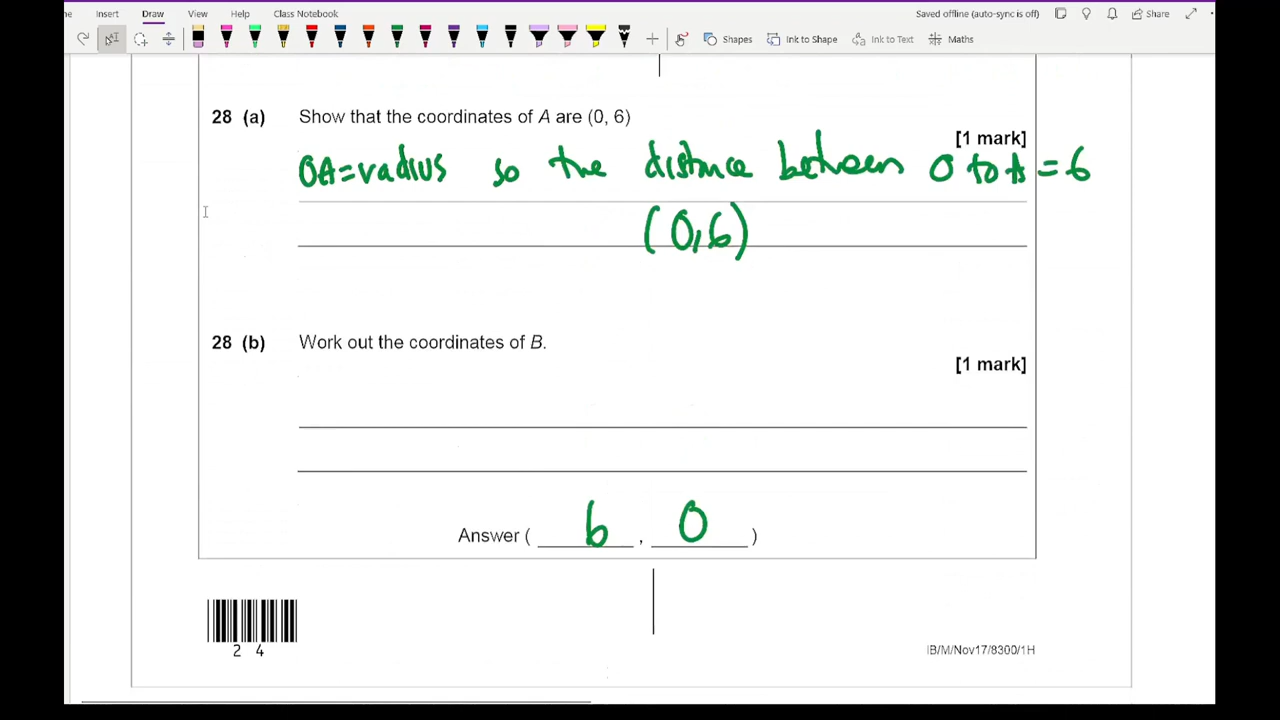 me Insert Draw View Help Class Notebook Saved offline (auto-sync is off) Share
Shapes Ink to Shape Ink to Text Maths
28 (a) Show that the coordinates of A are (0, 6)
[1 mark]
OA=radius so the distance between O to A = 6
(0,6)
28 (b) Work out the coordinates of B.
[1 mark]
Answer ( 6 , 0 )
2 4
IB/M/Nov17/8300/1H